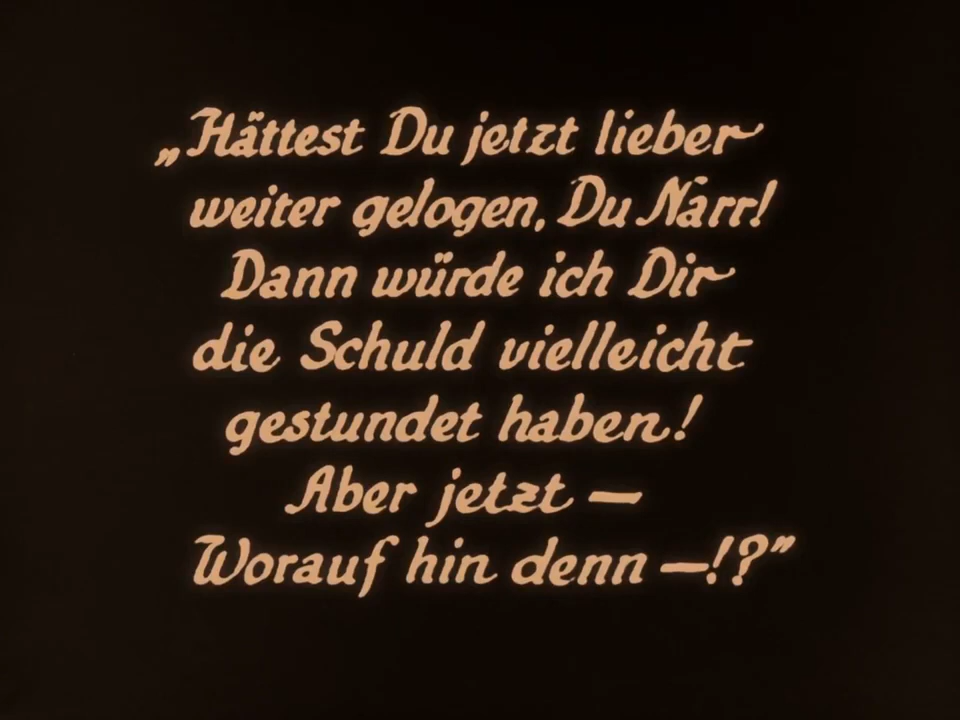 „Hättest Du jetzt lieber
weiter gelogen, Du Narr!
Dann würde ich Dir
die Schuld vielleicht
gestundet haben!
Aber jetzt —
Worauf hin denn —!?”